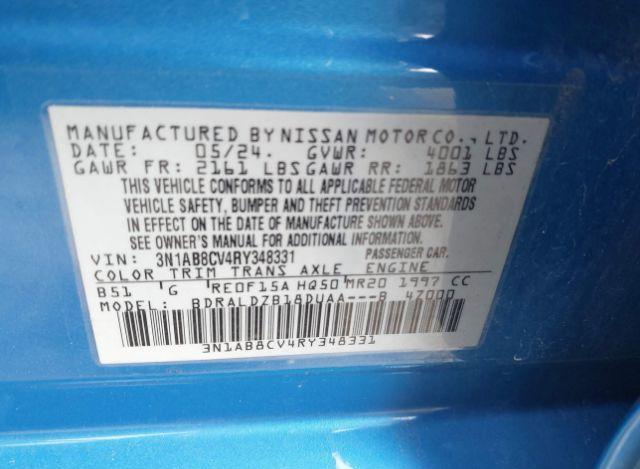 MANUFACTURED BY NISSAN MOTOR CO., LTD.
DATE: 05/24. GVWR: 4001 LBS
GAWR FR: 2161 LBS GAWR RR: 1863 LBS
THIS VEHICLE CONFORMS TO ALL APPLICABLE FEDERAL MOTOR
VEHICLE SAFETY, BUMPER AND THEFT PREVENTION STANDARDS
IN EFFECT ON THE DATE OF MANUFACTURE SHOWN ABOVE.
SEE OWNER'S MANUAL FOR ADDITIONAL INFORMATION.
VIN: 3N1AB8CV4RY348331 PASSENGER CAR.
COLOR TRIM TRANS AXLE ENGINE
B51 G RE0F15A HQ50 MR20 1997 CC
MODEL: BDRALDZB18DUAA---B 47000
3N1AB8CV4RY348331